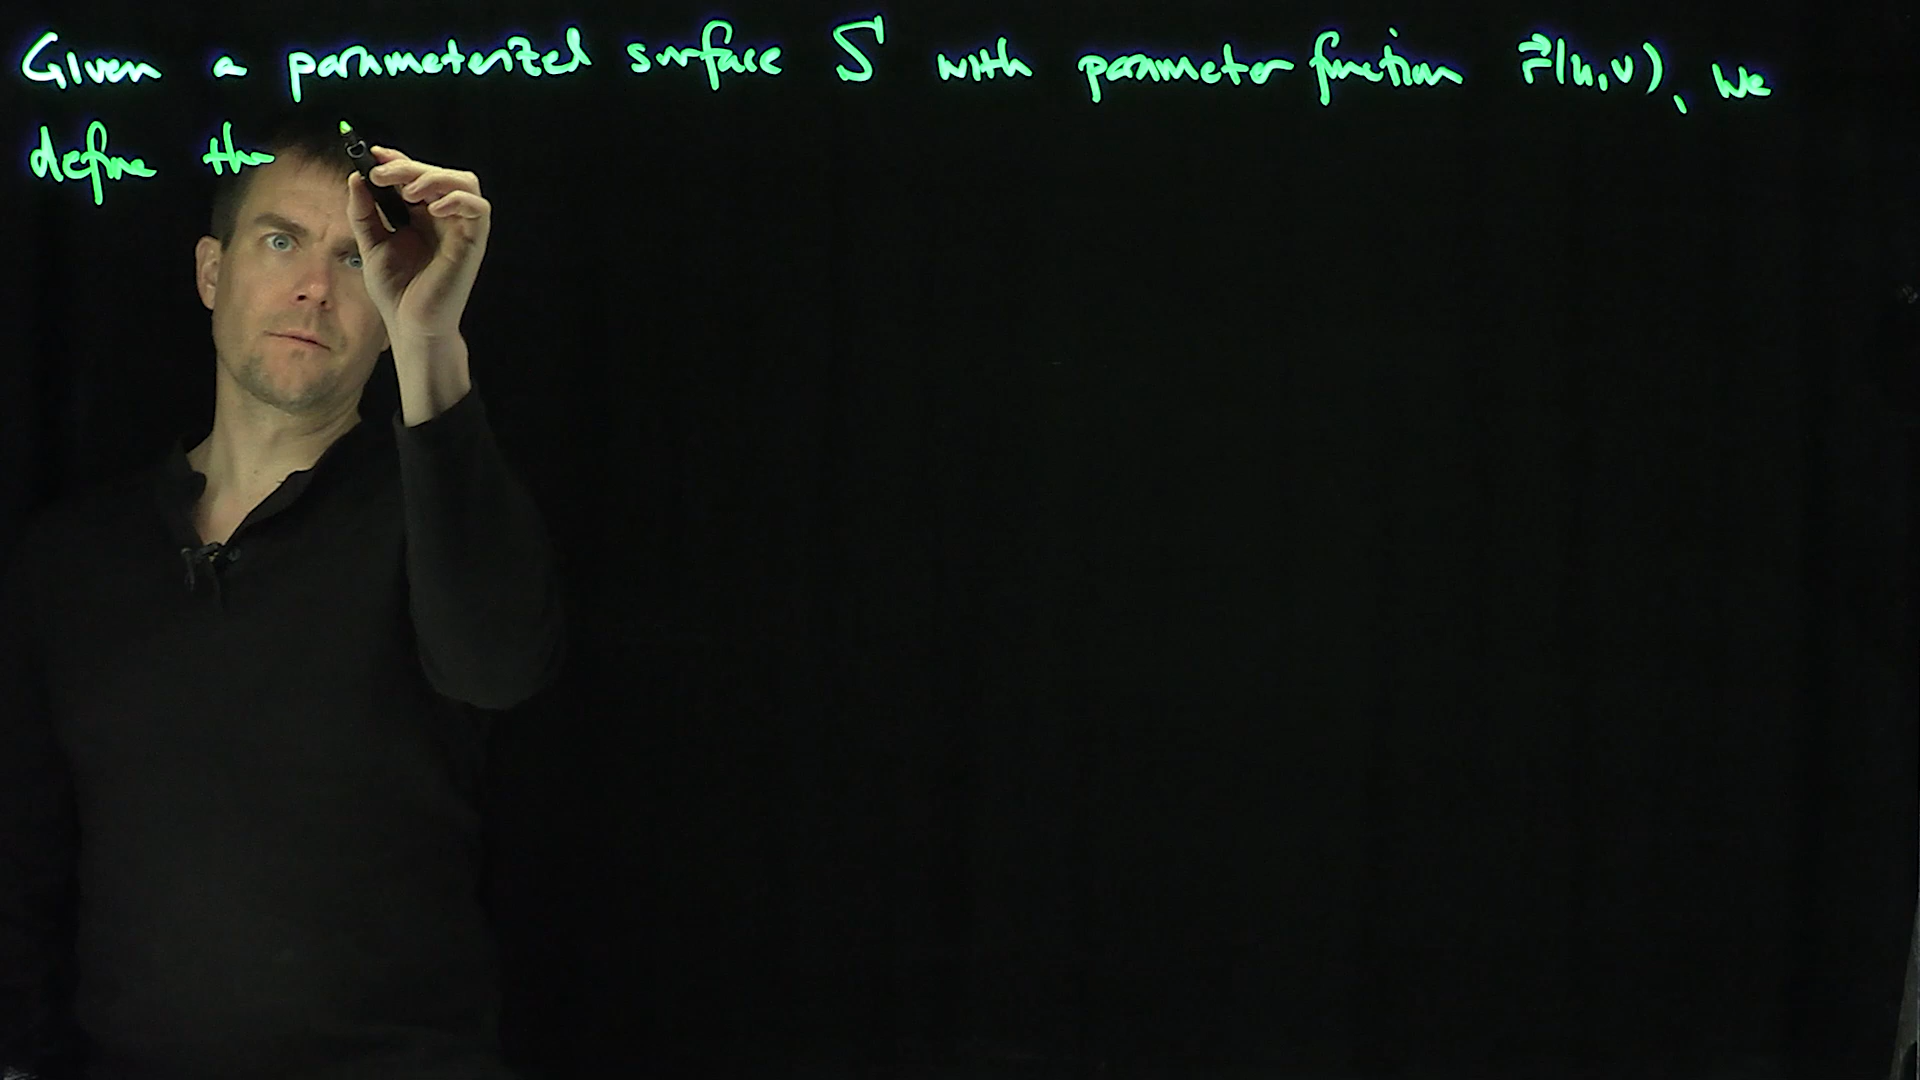 Given a parameterized surface S with parameter function r⃗(u,v), we
define the